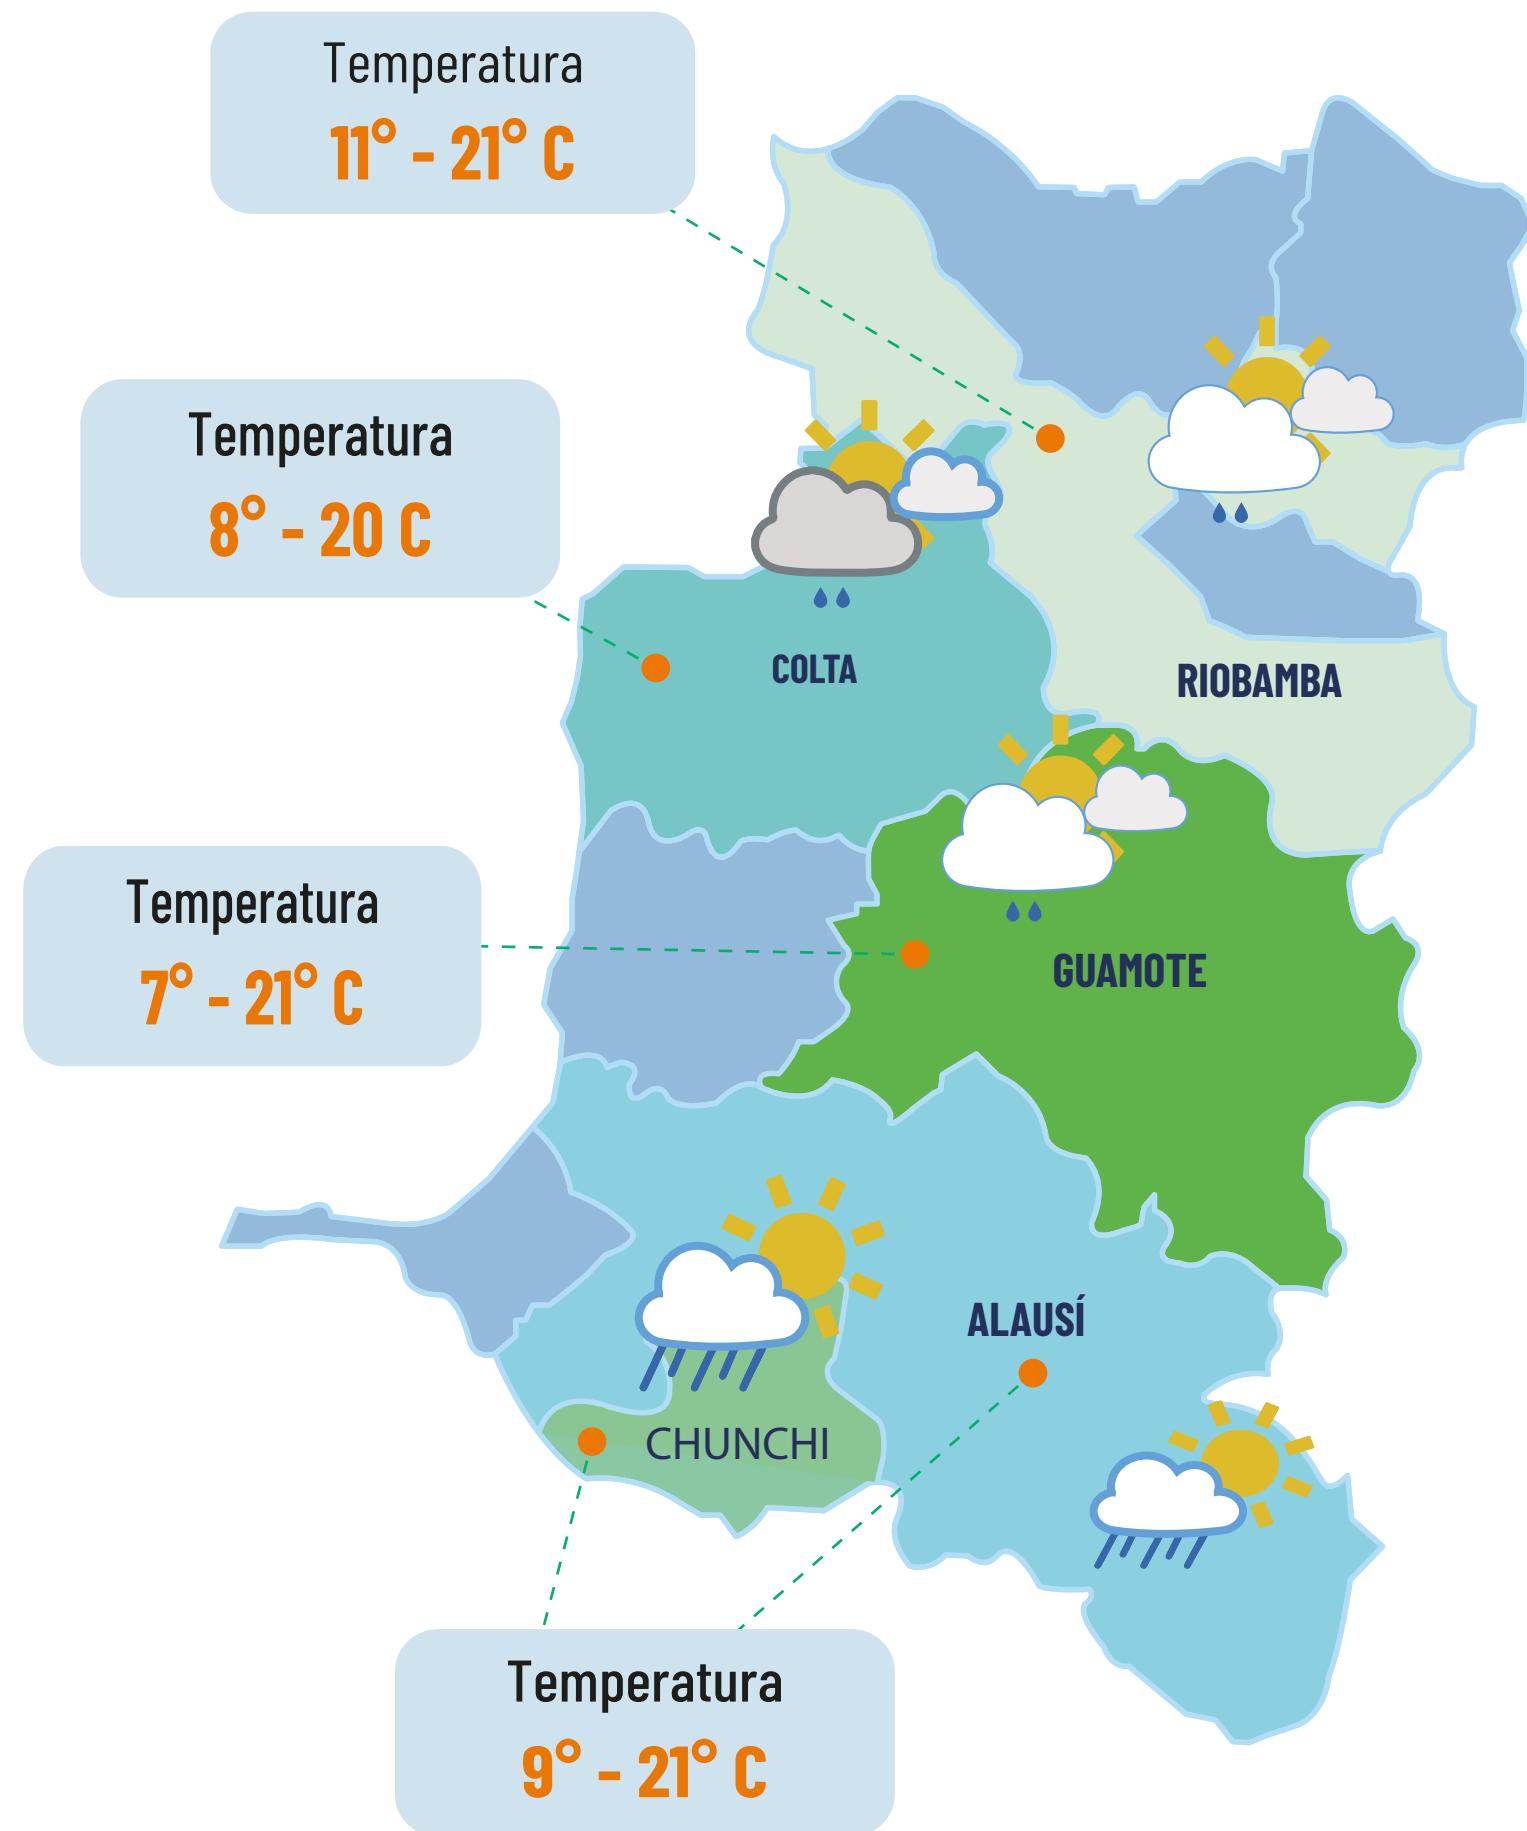 Temperatura
11° - 21° C
Temperatura
8° - 20 C
COLTA
RIOBAMBA
Temperatura
7° - 21° C
GUAMOTE
ALAUSÍ
CHUNCHI
Temperatura
9° - 21° C